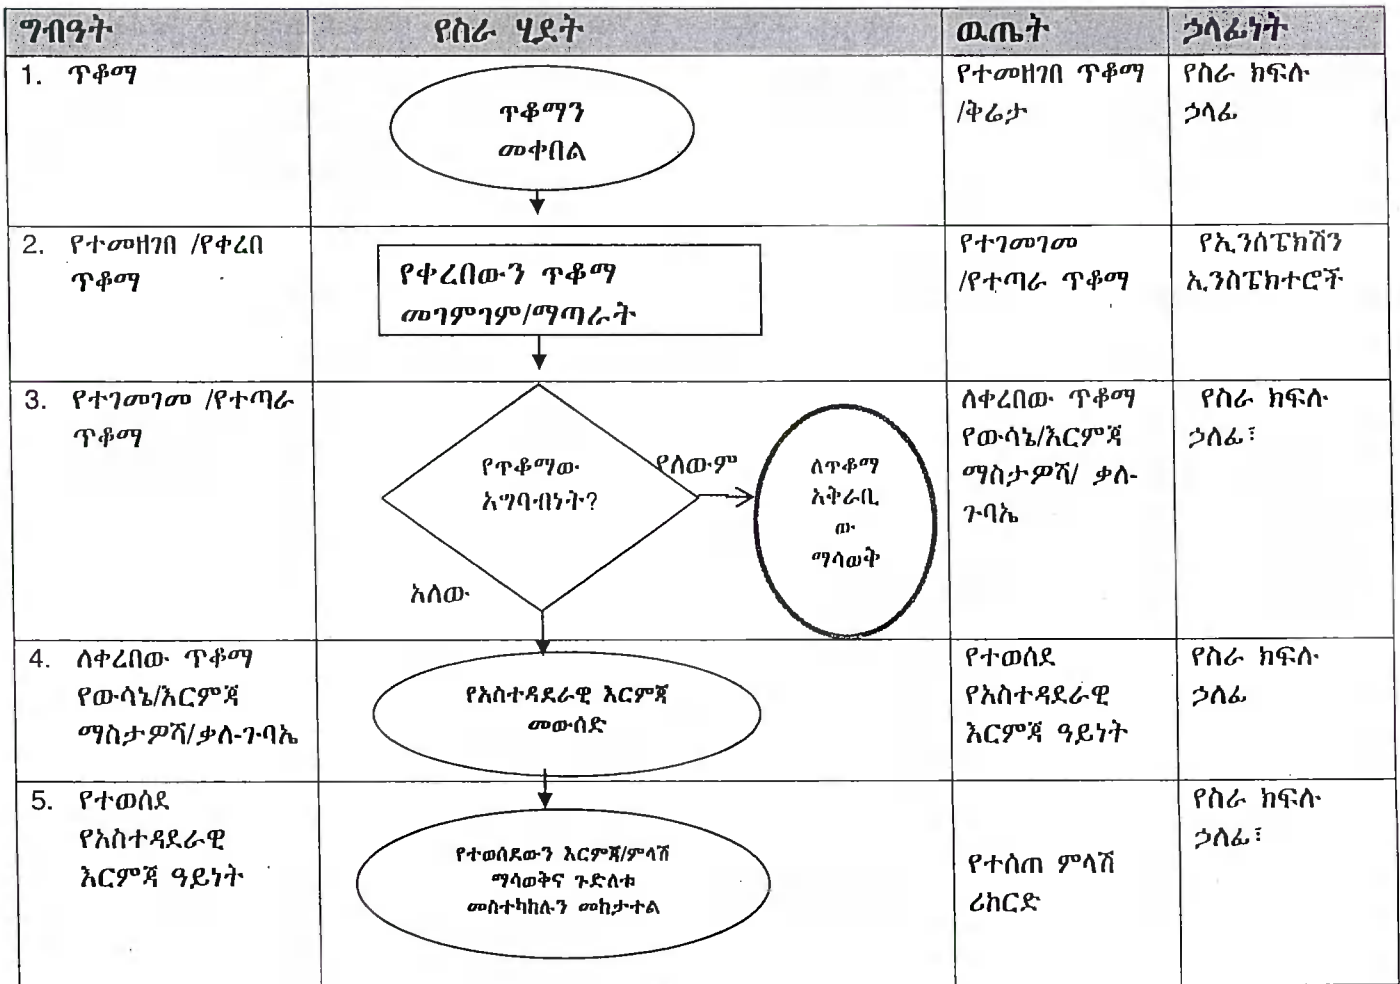 ግብዓት የስራ ሂደት ዉጤት ኃላፊነት
1. ጥቆማ
ጥቆማን
መቀበል
የተመዘገበ ጥቆማ
/ቅሬታ
የስራ ክፍሉ
ኃላፊ
2. የተመዘገበ /የቀረበ
ጥቆማ
የቀረበውን ጥቆማ
መገምገም/ማጣራት
የተገመገመ
/የተጣራ ጥቆማ
የኢንሰፔክሽን
ኢንስፔክተሮች
3. የተገመገመ /የተጣራ
ጥቆማ
የጥቆማው
አግባብነት?
የለውም
አለው
ለጥቆማ
አቅራቢ
ው
ማሳወቅ
ለቀረበው ጥቆማ
የውሳኔ/እርምጃ
ማስታዎሻ/ ቃለ-
ጉባኤ
የስራ ክፍሉ
ኃለፊ፣
4. ለቀረበው ጥቆማ
የውሳኔ/እርምጃ
ማስታዎሻ/ቃለ-ጉባኤ
የአስተዳደራዊ እርምጃ
መውሰድ
የተወሰደ
የአስተዳደራዊ
እርምጃ ዓይነት
የስራ ክፍሉ
ኃለፊ
5. የተወሰደ
የአስተዳደራዊ
እርምጃ ዓይነት
የተወሰደውን እርምጃ/ምላሽ
ማሳወቅና ጉድለቱ
መስተካከሉን መከታተል
የተሰጠ ምላሽ
ሪከርድ
የስራ ክፍሉ
ኃለፊ፣